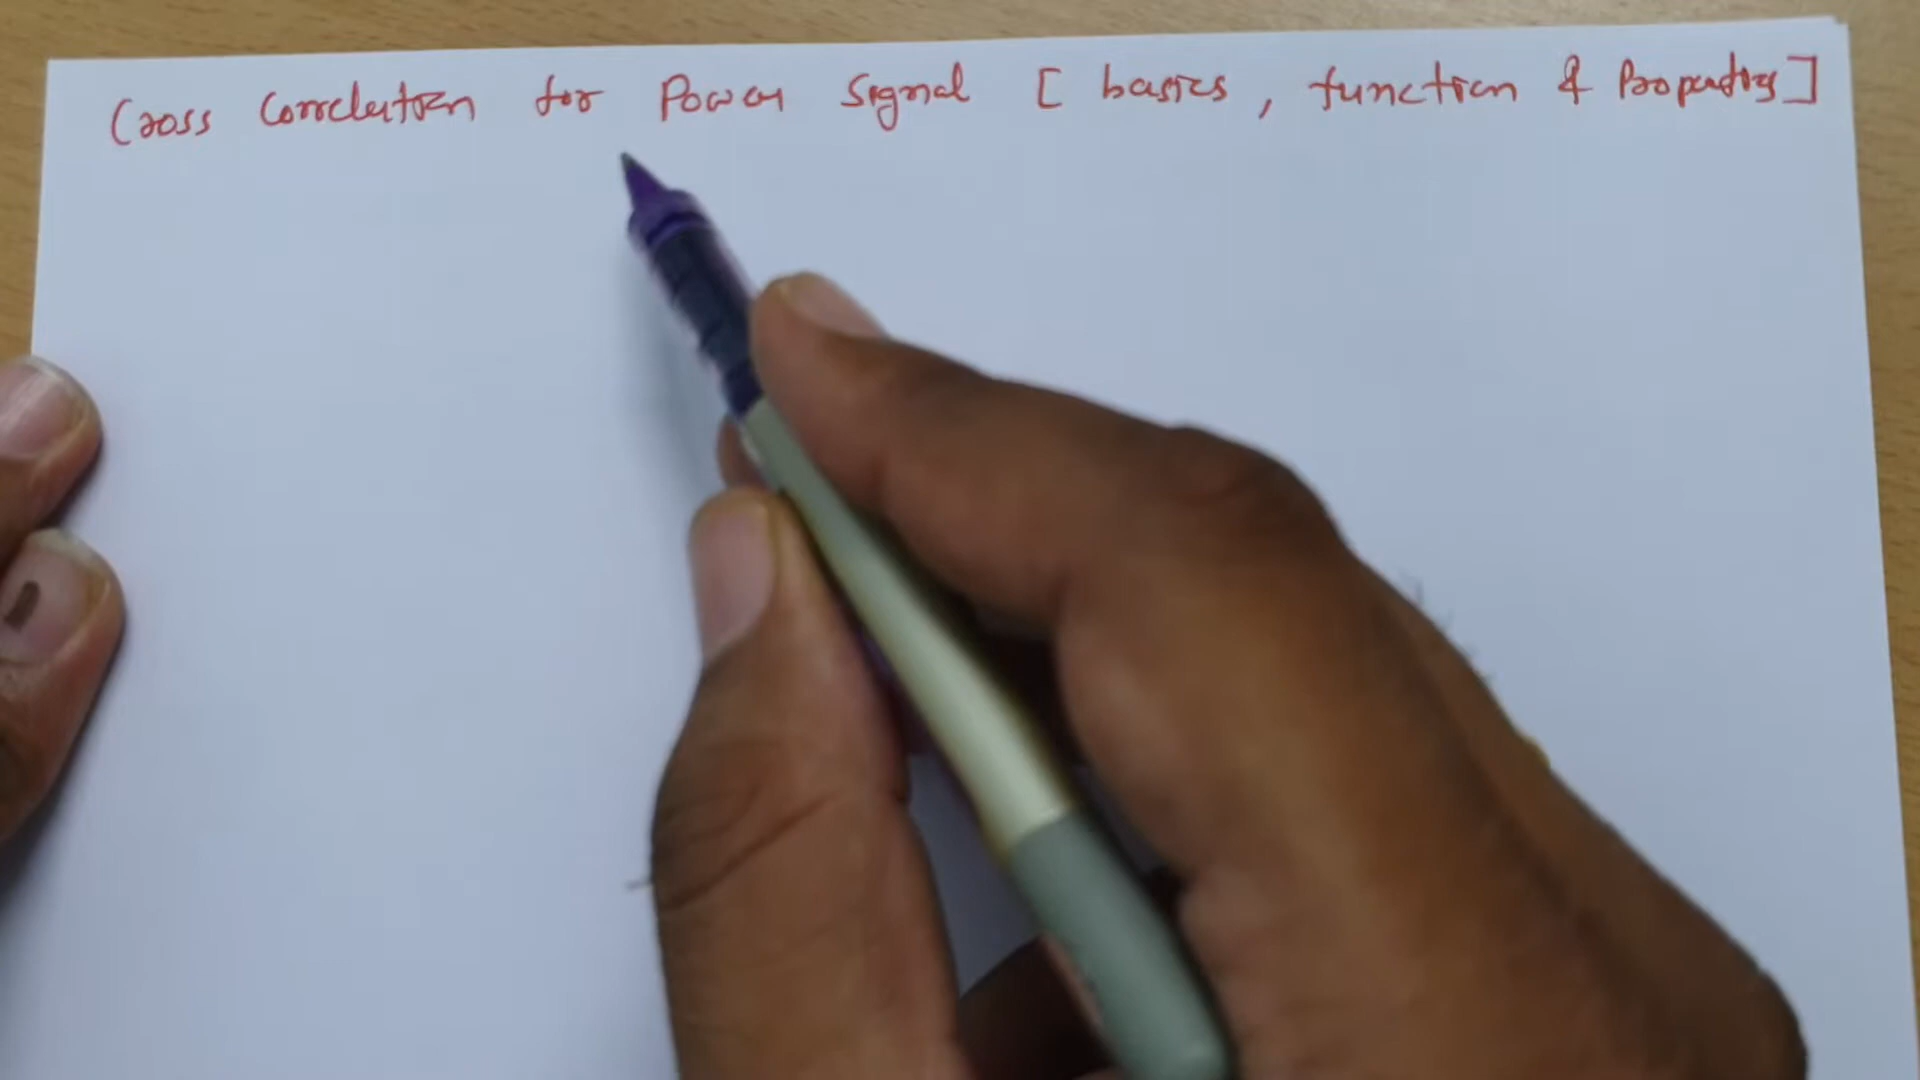 Cross Correlation for Power Signal [ basics , function & Properties ]